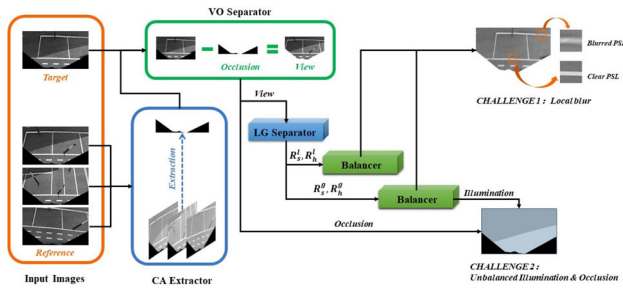 VO Separator
Target
Occlusion
View
Blurred PSL
Clear PSL
CHALLENGE 1 : Local blur
View
LG Separator
R_s^l, R_h^l
Balancer
Extraction
R_s^g, R_h^g
Balancer
Illumination
Occlusion
Reference
Input Images
CA Extractor
CHALLENGE 2 :
Unbalanced Illumination & Occlusion